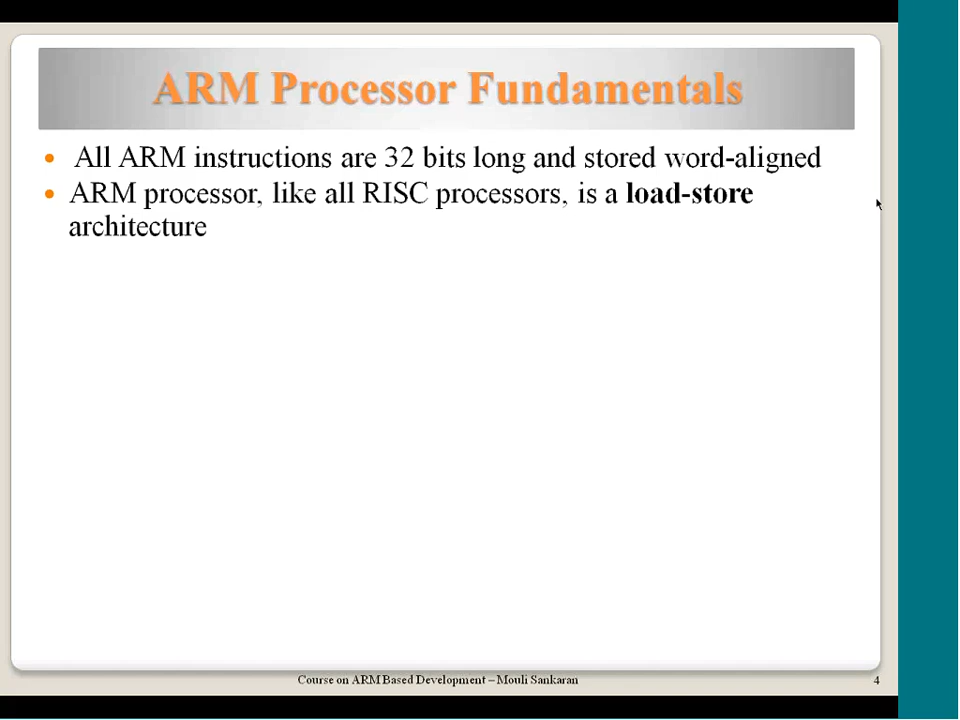 ARM Processor Fundamentals
• All ARM instructions are 32 bits long and stored word-aligned
• ARM processor, like all RISC processors, is a load-store
architecture
Course on ARM Based Development – Mouli Sankaran
4